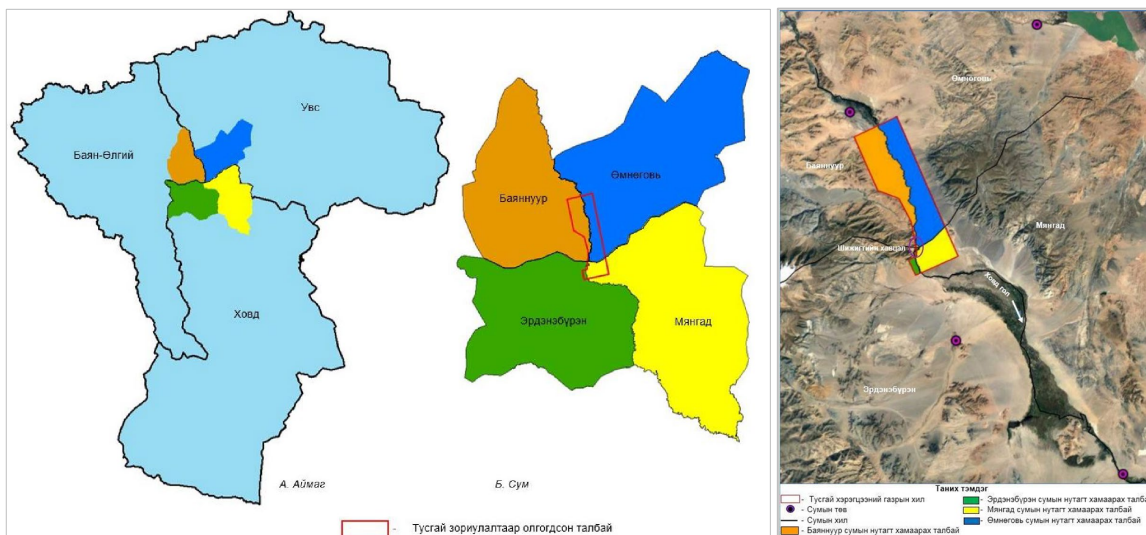 Увс
Баян-Өлгий
Ховд
А. Аймаг
Өмнөговь
Баяннуур
Эрдэнэбүрэн
Мянгад
Б. Сум
- Тусгай зориулалтаар олгогдсон талбай
Өмнөговь
Баяннуур
Мянгад
Шижигтийн хавцал
Ховд гол
Эрдэнэбүрэн
Таних тэмдэг
- Тусгай хэрэгцээний газрын хил
- Сумын төв
- Сумын хил
- Баяннуур сумын нутагт хамаарах талбай
- Эрдэнэбүрэн сумын нутагт хамаарах талбай
- Мянгад сумын нутагт хамаарах талбай
- Өмнөговь сумын нутагт хамаарах талбай